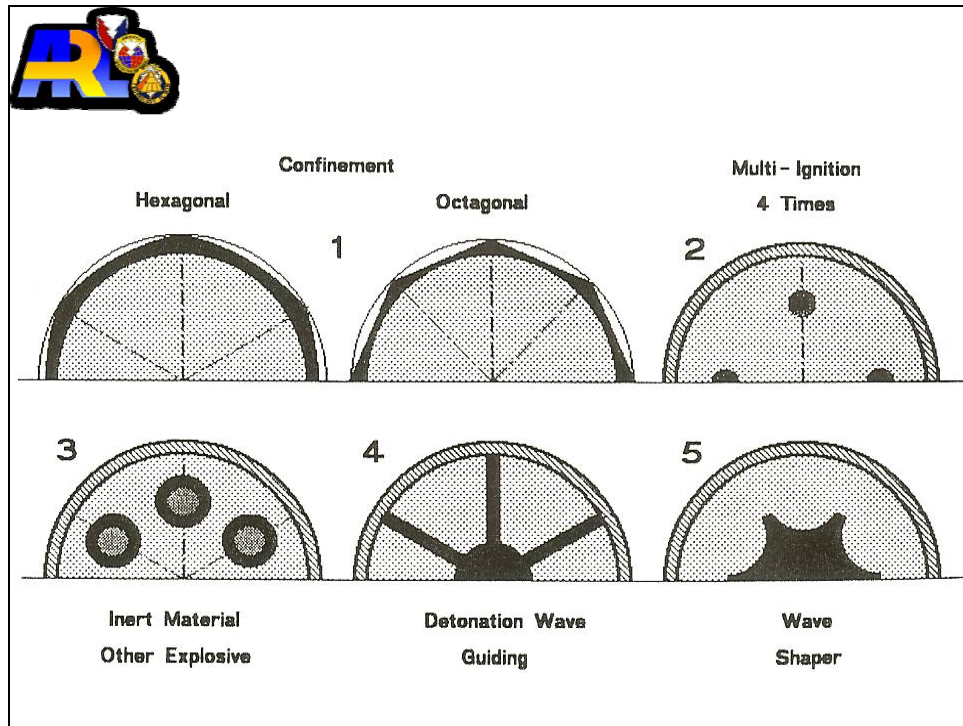 ARL
Confinement
Hexagonal
Octagonal
Multi-Ignition
4 Times
1
2
3
4
5
Inert Material
Other Explosive
Detonation Wave
Guiding
Wave
Shaper